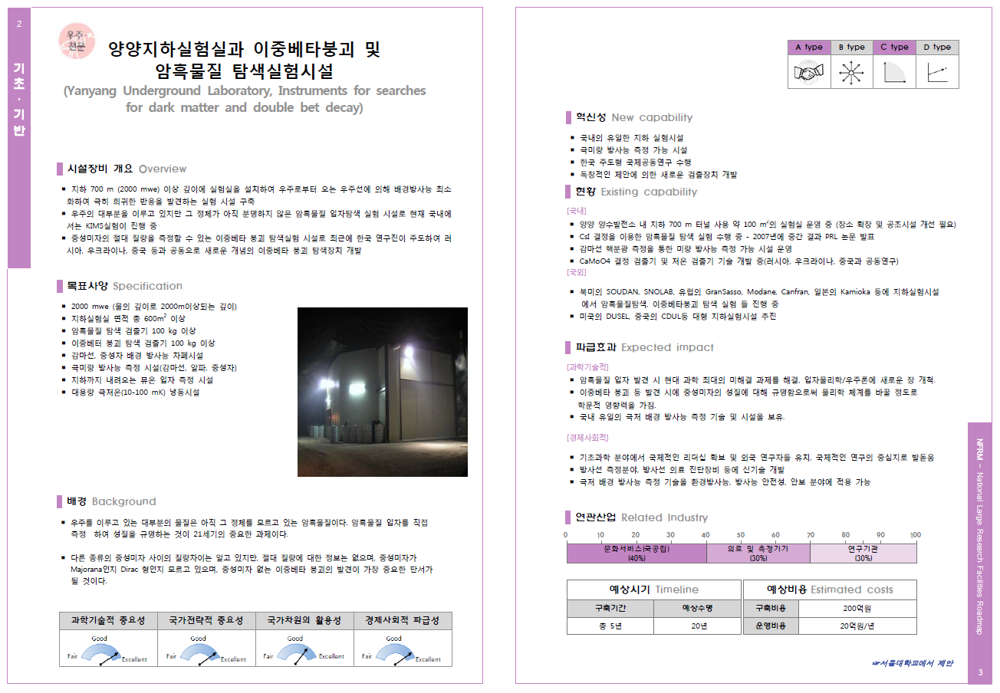 2
기초·기반
우주
천문
양양지하실험실과 이중베타붕괴 및
암흑물질 탐색실험시설
(Yanyang Underground Laboratory, Instruments for searches
for dark matter and double bet decay)
시설장비 개요 Overview
▪ 지하 700 m (2000 mwe) 이상 깊이에 실험실을 설치하여 우주로부터 오는 우주선에 의해 배경방사능 최소
화하여 극히 희귀한 반응을 발견하는 실험 시설 구축
▪ 우주의 대부분을 이루고 있지만 그 정체가 아직 분명하지 않은 암흑물질 입자탐색 실험 시설로 현재 국내에
서는 KIMS실험이 진행 중
▪ 중성미자의 절대 질량을 측정할 수 있는 이중베타 붕괴 탐색실험 시설로 최근에 한국 연구진이 주도하여 러
시아, 우크라이나, 중국 등과 공동으로 새로운 개념의 이중베타 붕괴 탐색장치 개발
목표사양 Specification
▪ 2000 mwe (물의 깊이로 2000m이상되는 깊이)
▪ 지하실험실 면적 총 600m² 이상
▪ 암흑물질 탐색 검출기 100 kg 이상
▪ 이중베터 붕괴 탐색 검출기 100 kg 이상
▪ 감마선, 중성자 배경 방사능 차폐시설
▪ 극미량 방사능 측정 시설(감마선, 알파, 중성자)
▪ 지하까지 내려오는 뮤온 입자 측정 시설
▪ 대용량 극저온(10-100 mK) 냉동시설
배경 Background
▪ 우주를 이루고 있는 대부분의 물질은 아직 그 정체를 모르고 있는 암흑물질이다. 암흑물질 입자를 직접
측정 하여 성질을 규명하는 것이 21세기의 중요한 과제이다.
▪ 다른 종류의 중성미자 사이의 질량차이는 알고 있지만, 절대 질량에 대한 정보는 없으며, 중성미자가
Majorana인지 Dirac 형인지 모르고 있으며, 중성미자 없는 이중베타 붕괴의 발견이 가장 중요한 단서가
될 것이다.
과학기술적 중요성 국가전략적 중요성 국가차원의 활용성 경제사회적 파급성
Good Good Good Good
Fair Excellent Fair Excellent Fair Excellent Fair Excellent
A type B type C type D type
혁신성 New capability
▪ 국내의 유일한 지하 실험시설
▪ 극미량 방사능 측정 가능 시설
▪ 한국 주도형 국제공동연구 수행
▪ 독창적인 제안에 의한 새로운 검출장치 개발
현황 Existing capability
[국내]
▪ 양양 양수발전소 내 지하 700 m 터널 사용 약 100 m²의 실험실 운영 중 (장소 확장 및 공조시설 개선 필요)
▪ CsI 결정을 이용한 암흑물질 탐색 실험 수행 중 - 2007년에 중간 결과 PRL 논문 발표
▪ 감마선 핵분광 측정을 통한 미량 방사능 측정 가능 시설 운영
▪ CaMoO4 결정 검출기 및 저온 검출기 기술 개발 중(러시아, 우크라이나, 중국과 공동연구)
[국외]
▪ 북미의 SOUDAN, SNOLAB, 유럽의 GranSasso, Modane, Canfran, 일본의 Kamioka 등에 지하실험시설
에서 암흑물질탐색, 이중베타붕괴 탐색 실험 들 진행 중
▪ 미국의 DUSEL, 중국의 CDUL등 대형 지하실험시설 추진
파급효과 Expected impact
[과학기술적]
▪ 암흑물질 입자 발견 시 현대 과학 최대의 미해결 과제를 해결, 입자물리학/우주론에 새로운 장 개척.
▪ 이중베타 붕괴 등 발견 시에 중성미자의 성질에 대해 규명함으로써 물리학 체계를 바꿀 정도로
학문적 영향력을 가짐.
▪ 국내 유일의 극저 배경 방사능 측정 기술 및 시설을 보유.
[경제사회적]
▪ 기초과학 분야에서 국제적인 리더십 확보 및 외국 연구자들 유치, 국제적인 연구의 중심지로 발돋움
▪ 방사선 측정분야, 방사선 의료 진단장비 등에 신기술 개발
▪ 극저 배경 방사능 측정 기술을 환경방사능, 방사능 안전성, 안보 분야에 적용 가능
연관산업 Related Industry
0 10 20 30 40 50 60 70 80 90 100
문화서비스(국공립) 의료 및 측정기기 연구기관
(40%) (30%) (30%)
예상시기 Timeline 예상비용 Estimated costs
구축기간 예상수명 구축비용 200억원
총 5년 20년 운영비용 20억원/년
☞서울대학교에서 제안
NFRM – National Large Research Facilities Roadmap
3